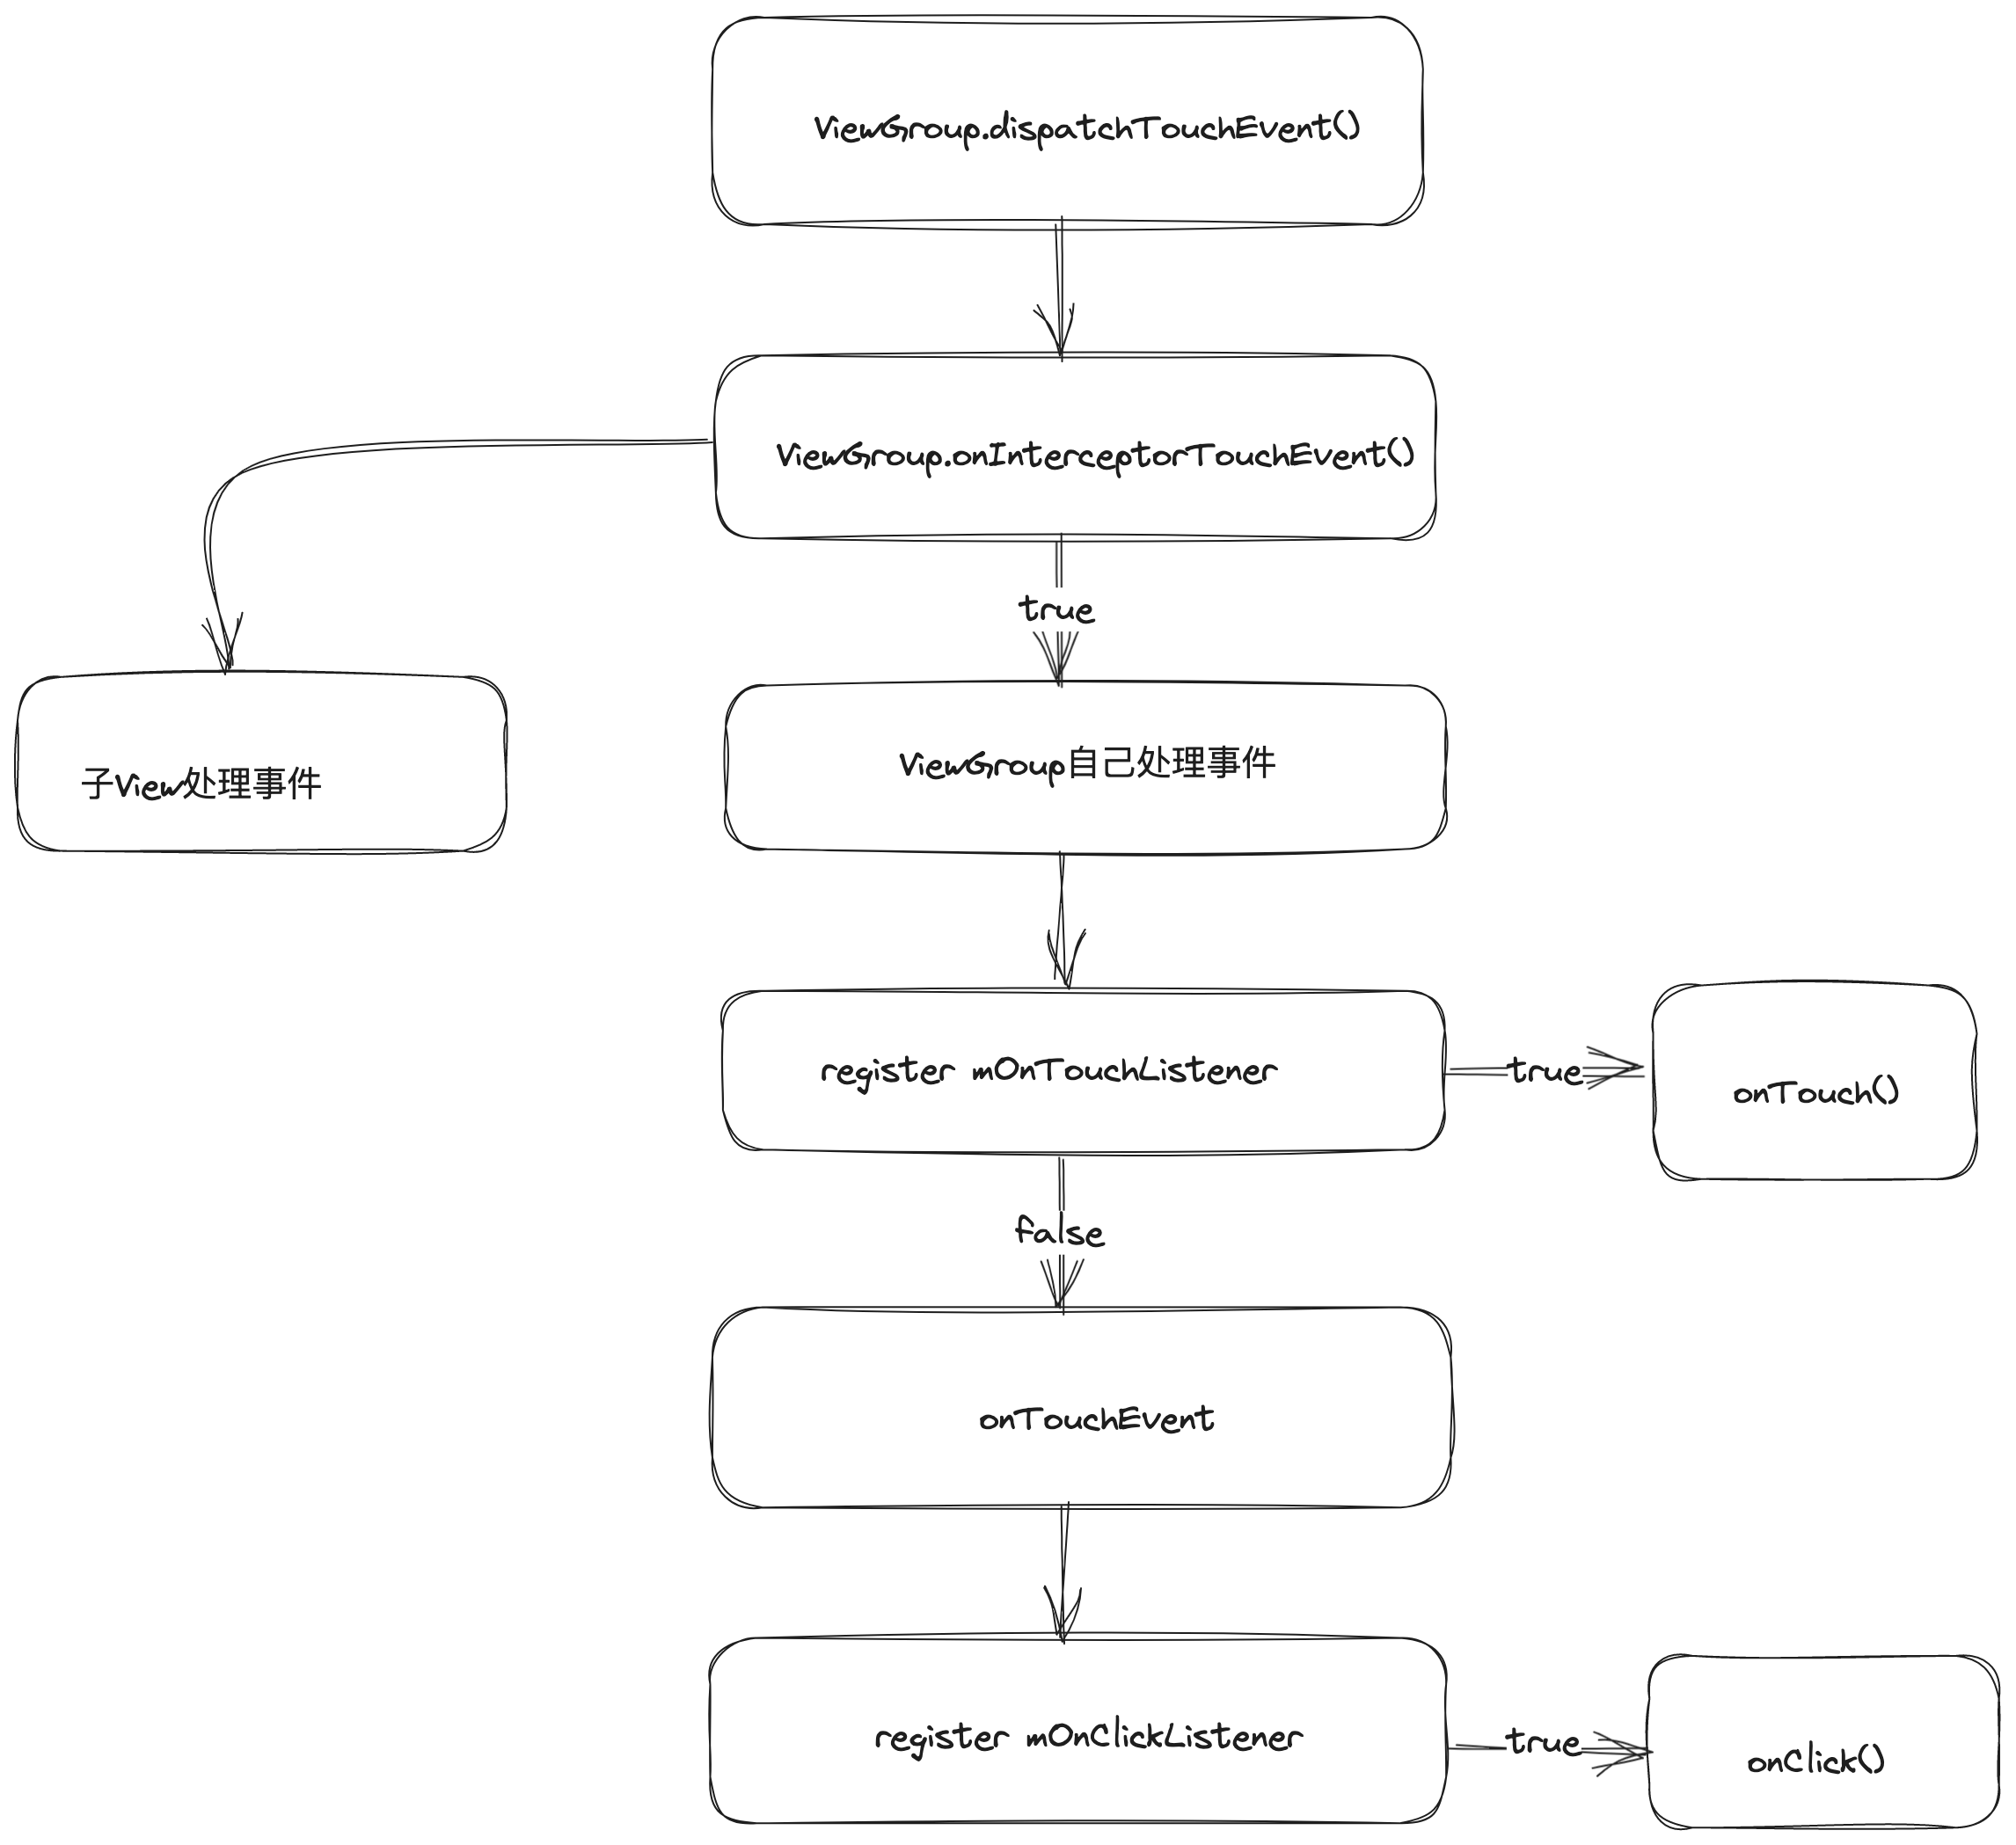 ViewGroup.dispatchTouchEvent()
ViewGroup.onInterceptorTouchEvent()
true
子View处理事件
ViewGroup自己处理事件
register mOnTouchListener
true
onTouch()
false
onTouchEvent
register mOnClickListener
true
onClick()